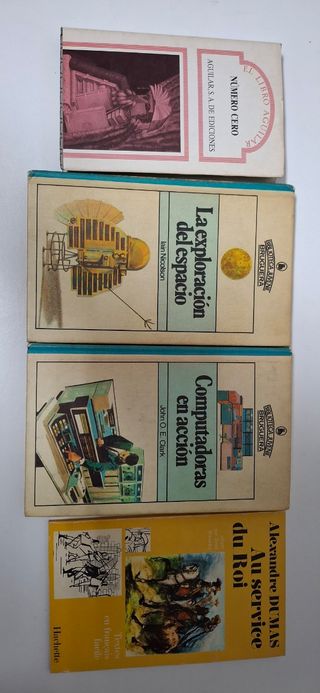 EL LIBRO AGUILAR
NÚMERO CERO
AGUILAR, S. A. DE EDICIONES
BIBLIOTECA JUVENIL
BRUGUERA
La exploración
del espacio
Iain Nicolson
BIBLIOTECA JUVENIL
BRUGUERA
Computadoras
en acción
John O. E. Clark
Alexandre DUMAS
Au service
du Roi
Textes
en français
facile
Hachette